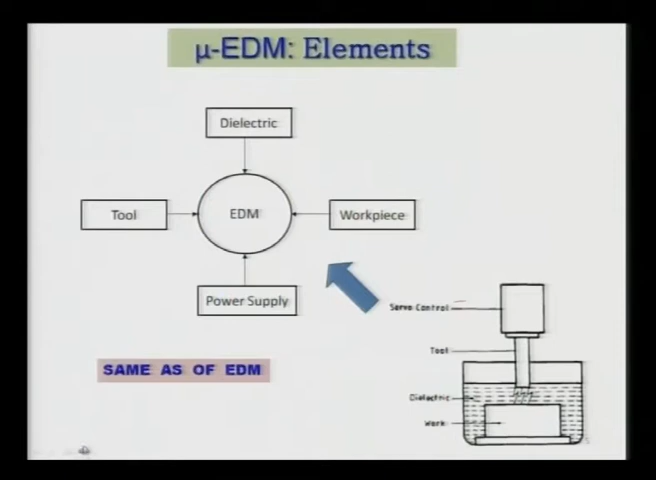 μ-EDM: Elements
Dielectric
Tool
EDM
Workpiece
Power Supply
SAME AS OF EDM
Servo Control
Tool
Dielectric
Work